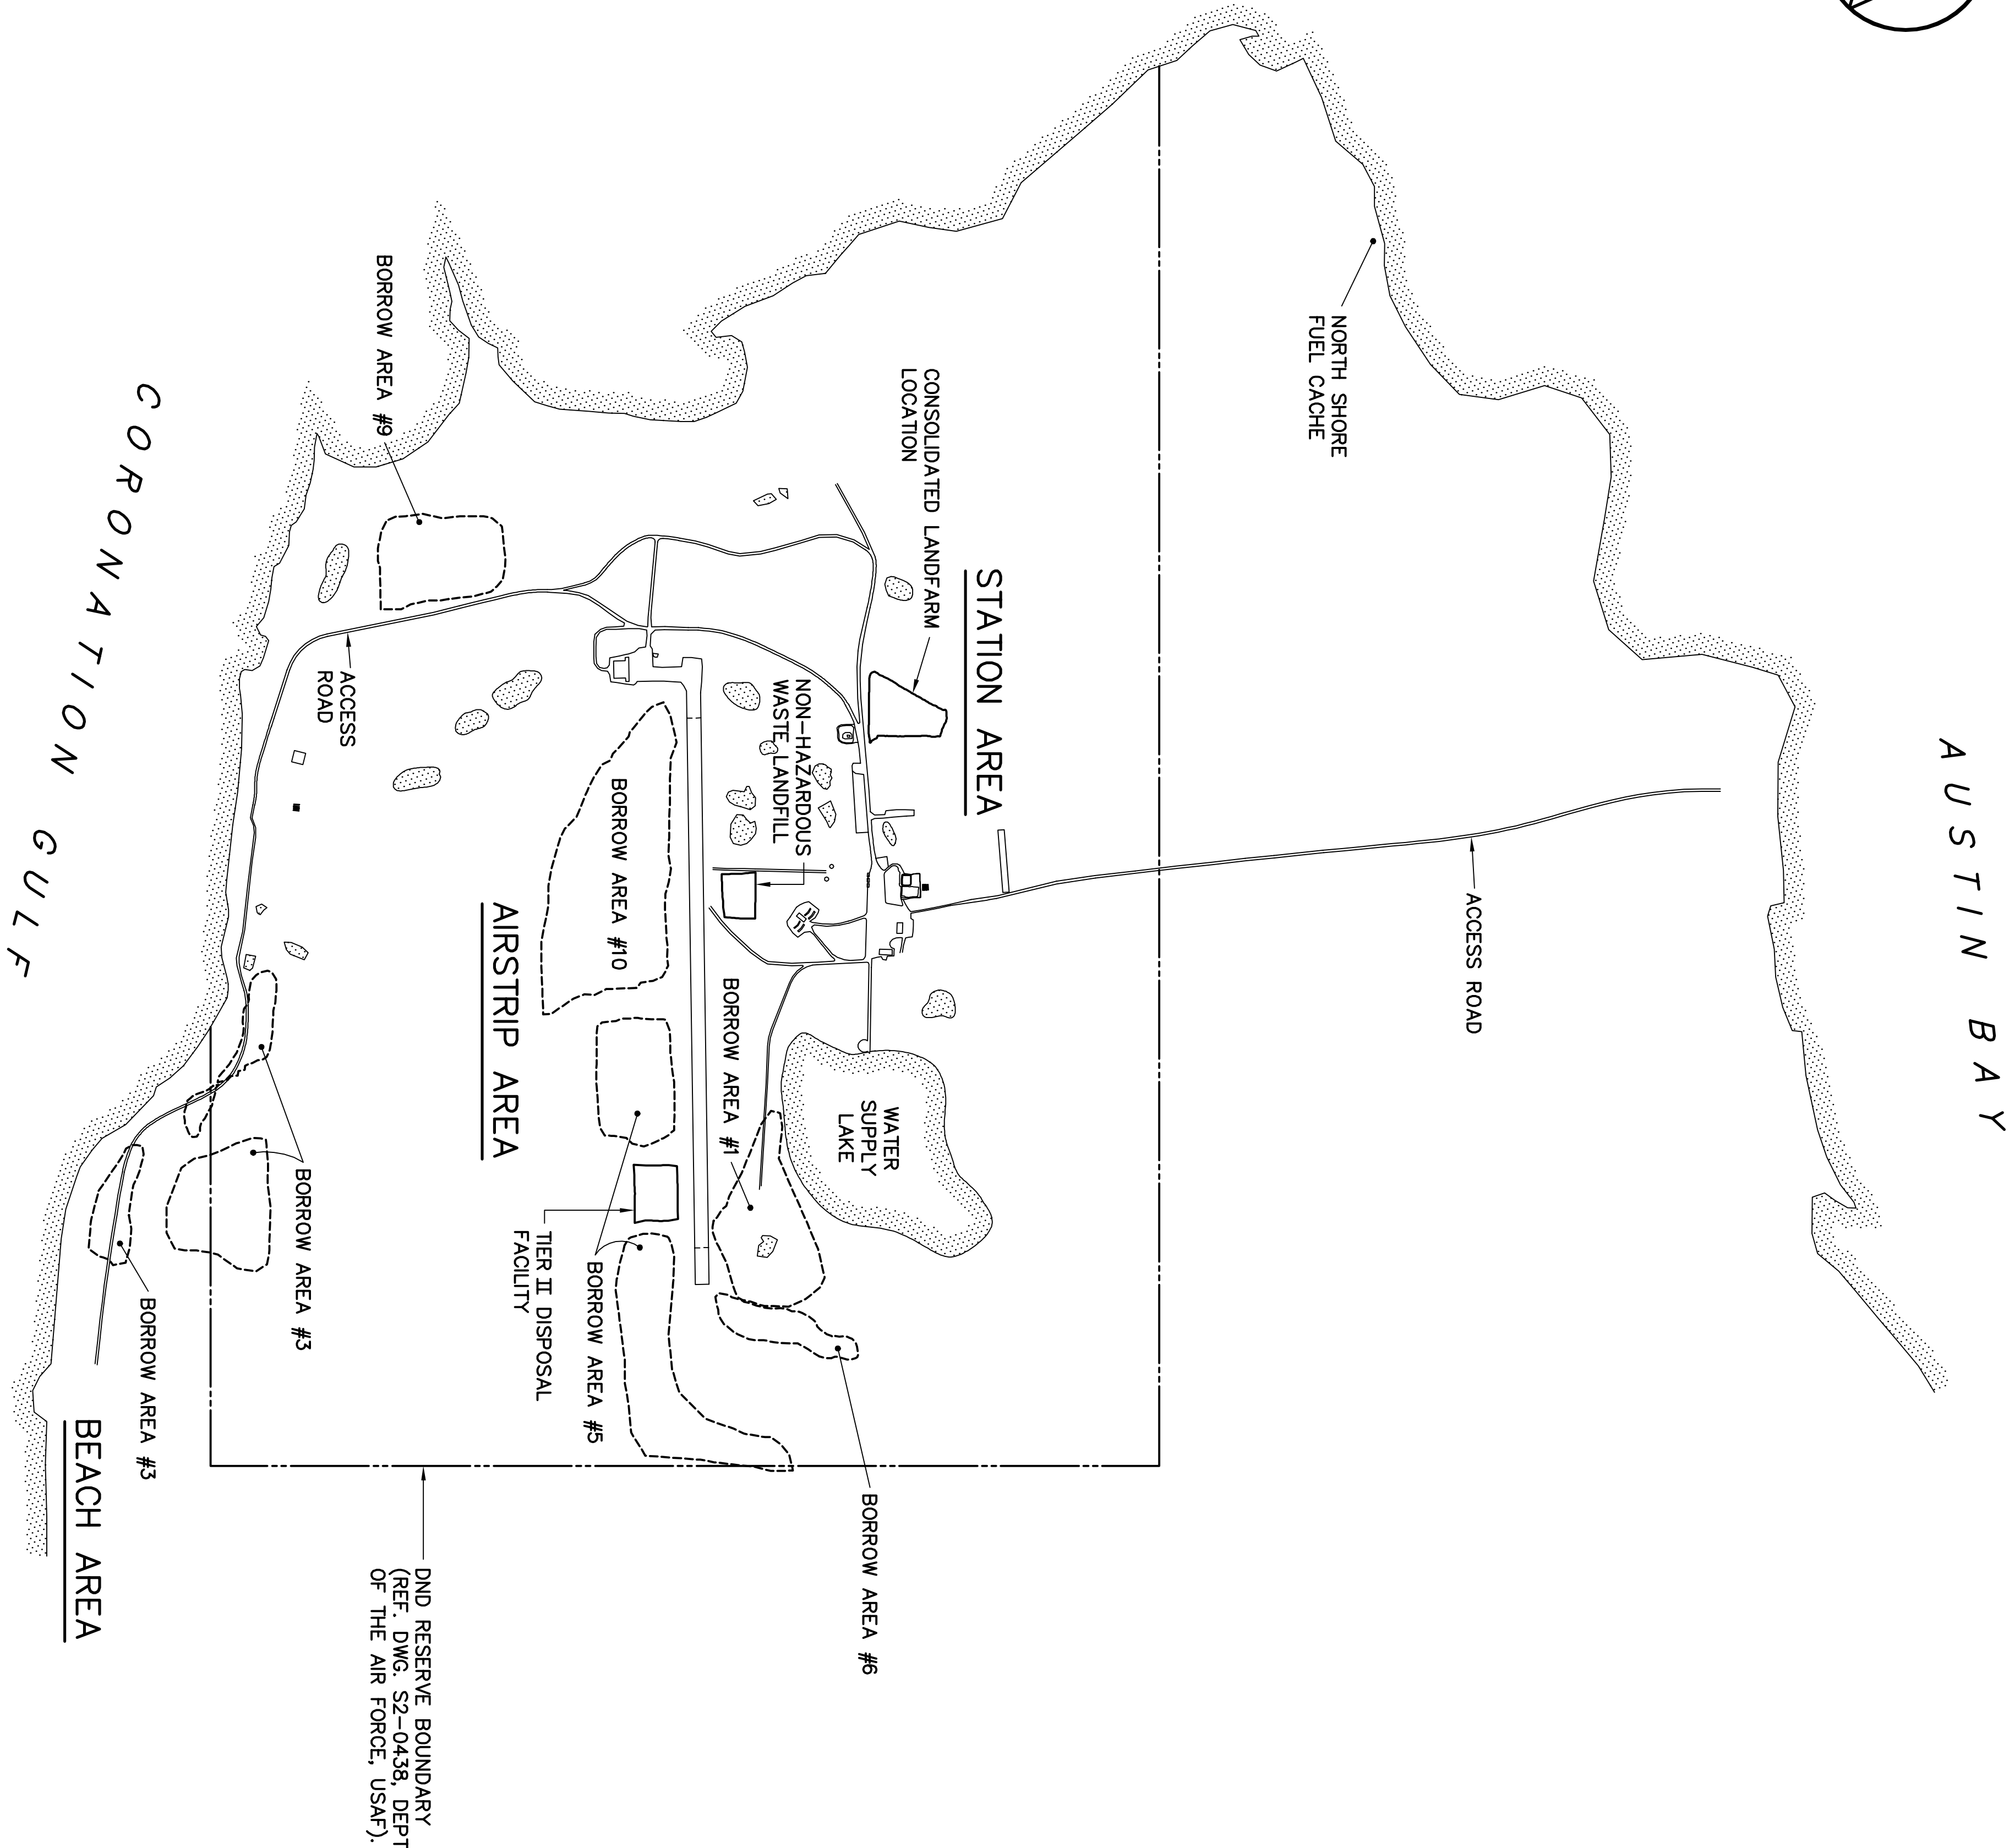 AUSTIN BAY
NORTH SHORE
FUEL CACHE
ACCESS ROAD
CONSOLIDATED LANDFARM
LOCATION
STATION AREA
WATER
SUPPLY
LAKE
NON-HAZARDOUS
WASTE LANDFILL
BORROW AREA #1
BORROW AREA #6
BORROW AREA #10
BORROW AREA #5
TIER II DISPOSAL
FACILITY
AIRSTRIP AREA
DND RESERVE BOUNDARY
(REF. DWG. S2-0438, DEPT
OF THE AIR FORCE, USAF).
BORROW AREA #9
ACCESS
ROAD
BORROW AREA #3
BORROW AREA #3
BEACH AREA
CORONATION GULF